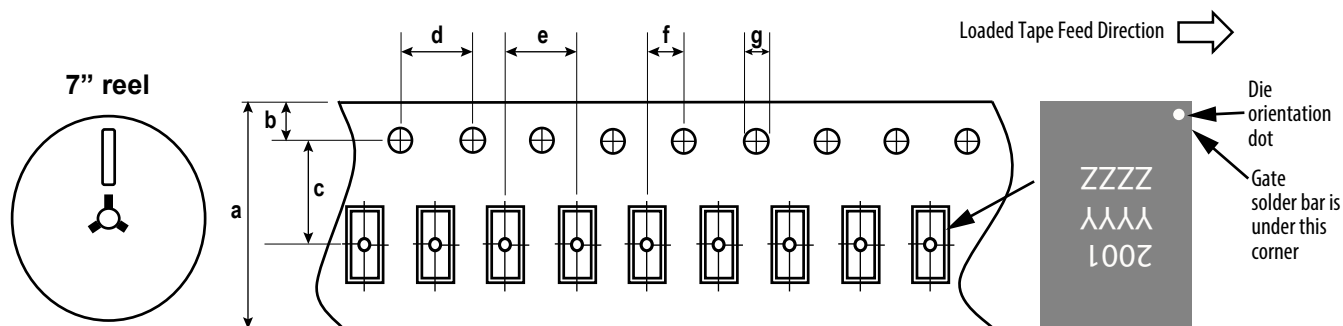 7” reel
a
b
c
d
e
f
g
Loaded Tape Feed Direction
Die
orientation
dot
Gate
solder bar is
under this
corner
2001
YYYY
ZZZZ